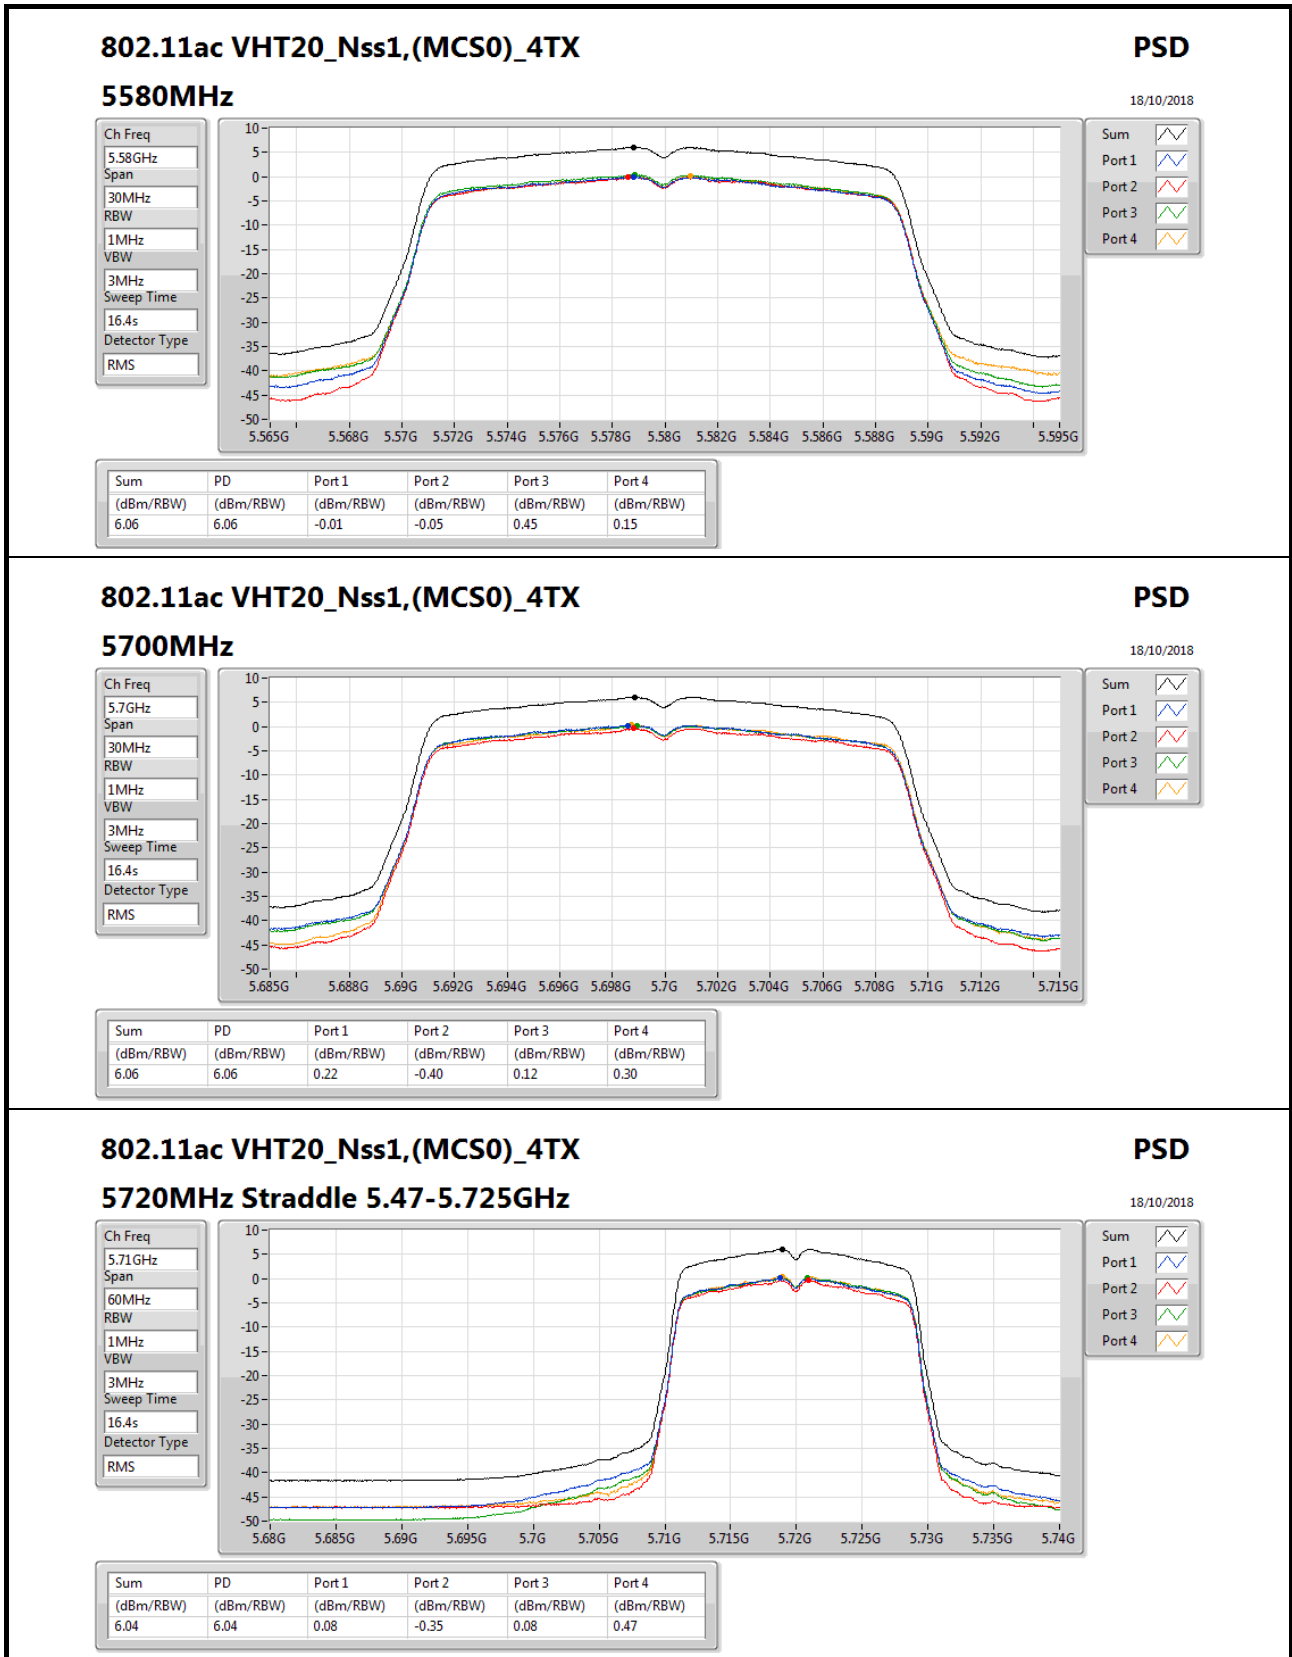 802.11ac VHT20_Nss1,(MCS0)_4TX PSD
5580MHz 18/10/2018
Ch Freq
5.58GHz
Span
30MHz
RBW
1MHz
VBW
3MHz
Sweep Time
16.4s
Detector Type
RMS
10
5
0
-5
-10
-15
-20
-25
-30
-35
-40
-45
-50
5.565G 5.568G 5.57G 5.572G 5.574G 5.576G 5.578G 5.58G 5.582G 5.584G 5.586G 5.588G 5.59G 5.592G 5.595G
Sum
Port 1
Port 2
Port 3
Port 4
Sum PD Port 1 Port 2 Port 3 Port 4
(dBm/RBW) (dBm/RBW) (dBm/RBW) (dBm/RBW) (dBm/RBW) (dBm/RBW)
6.06 6.06 -0.01 -0.05 0.45 0.15
802.11ac VHT20_Nss1,(MCS0)_4TX PSD
5700MHz 18/10/2018
Ch Freq
5.7GHz
Span
30MHz
RBW
1MHz
VBW
3MHz
Sweep Time
16.4s
Detector Type
RMS
10
5
0
-5
-10
-15
-20
-25
-30
-35
-40
-45
-50
5.685G 5.688G 5.69G 5.692G 5.694G 5.696G 5.698G 5.7G 5.702G 5.704G 5.706G 5.708G 5.71G 5.712G 5.715G
Sum
Port 1
Port 2
Port 3
Port 4
Sum PD Port 1 Port 2 Port 3 Port 4
(dBm/RBW) (dBm/RBW) (dBm/RBW) (dBm/RBW) (dBm/RBW) (dBm/RBW)
6.06 6.06 0.22 -0.40 0.12 0.30
802.11ac VHT20_Nss1,(MCS0)_4TX PSD
5720MHz Straddle 5.47-5.725GHz 18/10/2018
Ch Freq
5.71GHz
Span
60MHz
RBW
1MHz
VBW
3MHz
Sweep Time
16.4s
Detector Type
RMS
10
5
0
-5
-10
-15
-20
-25
-30
-35
-40
-45
-50
5.68G 5.685G 5.69G 5.695G 5.7G 5.705G 5.71G 5.715G 5.72G 5.725G 5.73G 5.735G 5.74G
Sum
Port 1
Port 2
Port 3
Port 4
Sum PD Port 1 Port 2 Port 3 Port 4
(dBm/RBW) (dBm/RBW) (dBm/RBW) (dBm/RBW) (dBm/RBW) (dBm/RBW)
6.04 6.04 0.08 -0.35 0.08 0.47